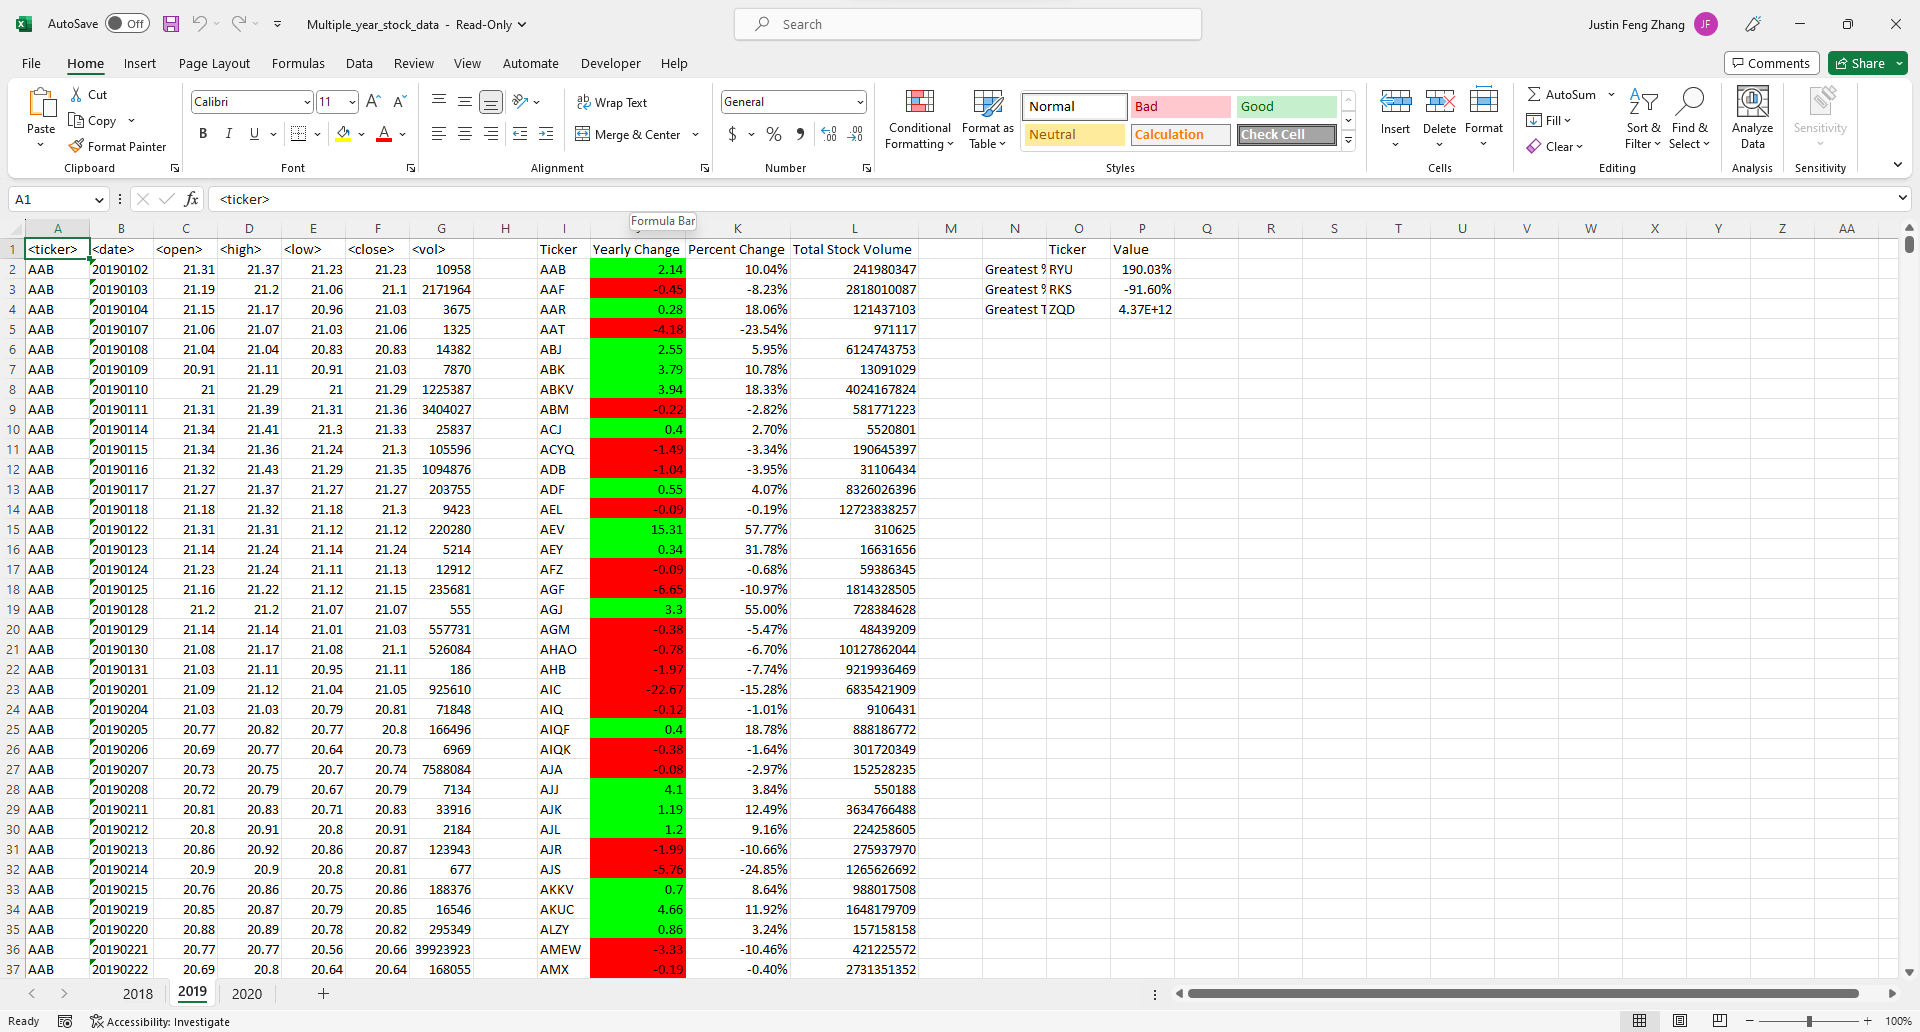 AutoSave Off Multiple_year_stock_data - Read-Only Search Justin Feng Zhang JF
File Home Insert Page Layout Formulas Data Review View Automate Developer Help Comments Share
Paste Cut Copy Format Painter Clipboard
Calibri 11 B I U A Font
Wrap Text Merge & Center Alignment
General $ % Number
Conditional Formatting Format as Table Normal Bad Good Neutral Calculation Check Cell Styles
Insert Delete Format Cells
AutoSum Fill Clear Sort & Filter Find & Select Editing
Analyze Data Analysis Sensitivity Sensitivity
A1 fx <ticker>
Formula Bar
A B C D E F G H I J K L M N O P Q R S T U V W X Y Z AA
1 <ticker> <date> <open> <high> <low> <close> <vol> Ticker Yearly Change Percent Change Total Stock Volume Ticker Value
2 AAB 20190102 21.31 21.37 21.23 21.23 10958 AAB 2.14 10.04% 241980347 Greatest % RYU 190.03%
3 AAB 20190103 21.19 21.2 21.06 21.1 2171964 AAF -0.45 -8.23% 2818010087 Greatest % RKS -91.60%
4 AAB 20190104 21.15 21.17 20.96 21.03 3675 AAR 0.28 18.06% 121437103 Greatest T ZQD 4.37E+12
5 AAB 20190107 21.06 21.07 21.03 21.06 1325 AAT -4.18 -23.54% 971117
6 AAB 20190108 21.04 21.04 20.83 20.83 14382 ABJ 2.55 5.95% 6124743753
7 AAB 20190109 20.91 21.11 20.91 21.03 7870 ABK 3.79 10.78% 13091029
8 AAB 20190110 21 21.29 21 21.29 1225387 ABKV 3.94 18.33% 4024167824
9 AAB 20190111 21.31 21.39 21.31 21.36 3404027 ABM -0.22 -2.82% 581771223
10 AAB 20190114 21.34 21.41 21.3 21.33 25837 ACJ 0.4 2.70% 5520801
11 AAB 20190115 21.34 21.36 21.24 21.3 105596 ACYQ -1.49 -3.34% 190645397
12 AAB 20190116 21.32 21.43 21.29 21.35 1094876 ADB -1.04 -3.95% 31106434
13 AAB 20190117 21.27 21.37 21.27 21.27 203755 ADF 0.55 4.07% 8326026396
14 AAB 20190118 21.18 21.32 21.18 21.3 9423 AEL -0.09 -0.19% 12723838257
15 AAB 20190122 21.31 21.31 21.12 21.12 220280 AEV 15.31 57.77% 310625
16 AAB 20190123 21.14 21.24 21.14 21.24 5214 AEY 0.34 31.78% 16631656
17 AAB 20190124 21.23 21.24 21.11 21.13 12912 AFZ -0.09 -0.68% 59386345
18 AAB 20190125 21.16 21.22 21.12 21.15 235681 AGF -6.65 -10.97% 1814328505
19 AAB 20190128 21.2 21.2 21.07 21.07 555 AGJ 3.3 55.00% 728384628
20 AAB 20190129 21.14 21.14 21.01 21.03 557731 AGM -0.38 -5.47% 48439209
21 AAB 20190130 21.08 21.17 21.08 21.1 526084 AHAO -0.78 -6.70% 10127862044
22 AAB 20190131 21.03 21.11 20.95 21.11 186 AHB -1.97 -7.74% 9219936469
23 AAB 20190201 21.09 21.12 21.04 21.05 925610 AIC -22.67 -15.28% 6835421909
24 AAB 20190204 21.03 21.03 20.79 20.81 71848 AIQ -0.12 -1.01% 9106431
25 AAB 20190205 20.77 20.82 20.77 20.8 166496 AIQF 0.4 18.78% 888186772
26 AAB 20190206 20.69 20.77 20.64 20.73 6969 AIQK -0.38 -1.64% 301720349
27 AAB 20190207 20.73 20.75 20.7 20.74 7588084 AJA -0.08 -2.97% 152528235
28 AAB 20190208 20.72 20.79 20.67 20.79 7134 AJJ 4.1 3.84% 550188
29 AAB 20190211 20.81 20.83 20.71 20.83 33916 AJK 1.19 12.49% 3634766488
30 AAB 20190212 20.8 20.91 20.8 20.91 2184 AJL 1.2 9.16% 224258605
31 AAB 20190213 20.86 20.92 20.86 20.87 123943 AJR -1.99 -10.66% 275937970
32 AAB 20190214 20.9 20.9 20.8 20.81 677 AJS -5.76 -24.85% 1265626692
33 AAB 20190215 20.76 20.86 20.75 20.86 188376 AKKV 0.7 8.64% 988017508
34 AAB 20190219 20.85 20.87 20.79 20.85 16546 AKUC 4.66 11.92% 1648179709
35 AAB 20190220 20.88 20.89 20.78 20.82 295349 ALZY 0.86 3.24% 157158158
36 AAB 20190221 20.77 20.77 20.56 20.66 39923923 AMEW -3.33 -10.46% 421225572
37 AAB 20190222 20.69 20.8 20.64 20.64 168055 AMX -0.19 -0.40% 2731351352
2018 2019 2020
Ready Accessibility: Investigate 100%